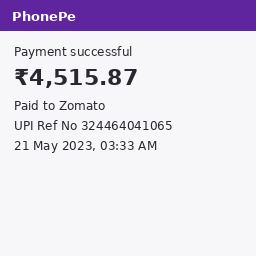 PhonePe
Payment successful
₹4,515.87
Paid to Zomato
UPI Ref No 324464041065
21 May 2023, 03:33 AM